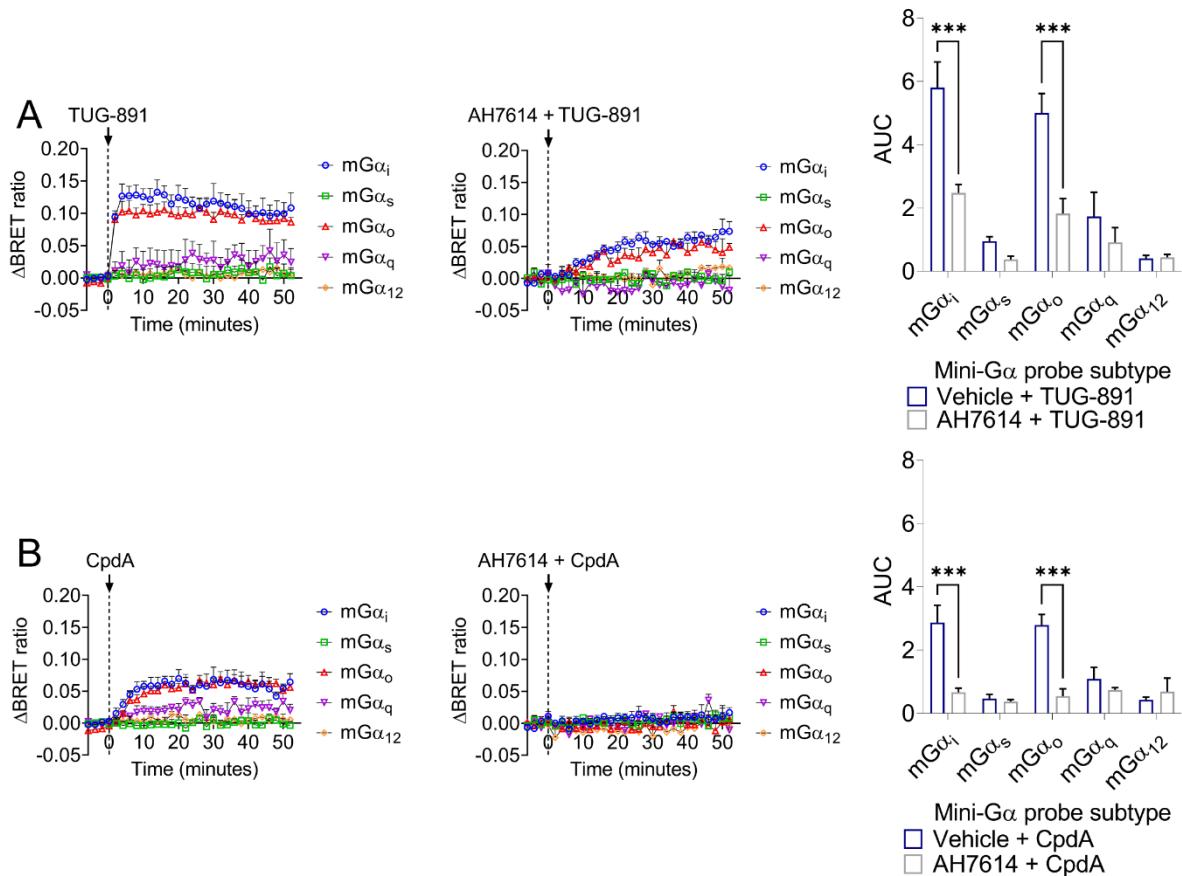 A
TUG-891
ΔBRET ratio
0.20
0.15
0.10
0.05
0.00
-0.05
0 10 20 30 40 50
Time (minutes)
mGαi
mGαs
mGαo
mGαq
mGα12
AH7614 + TUG-891
ΔBRET ratio
0.20
0.15
0.10
0.05
0.00
-0.05
0 10 20 30 40 50
Time (minutes)
mGαi
mGαs
mGαo
mGαq
mGα12
AUC
8
6
4
2
0
*** ***
mGαi mGαs mGαo mGαq mGα12
Mini-Gα probe subtype
Vehicle + TUG-891
AH7614 + TUG-891
B
CpdA
ΔBRET ratio
0.20
0.15
0.10
0.05
0.00
-0.05
0 10 20 30 40 50
Time (minutes)
mGαi
mGαs
mGαo
mGαq
mGα12
AH7614 + CpdA
ΔBRET ratio
0.20
0.15
0.10
0.05
0.00
-0.05
0 10 20 30 40 50
Time (minutes)
mGαi
mGαs
mGαo
mGαq
mGα12
AUC
8
6
4
2
0
*** ***
mGαi mGαs mGαo mGαq mGα12
Mini-Gα probe subtype
Vehicle + CpdA
AH7614 + CpdA